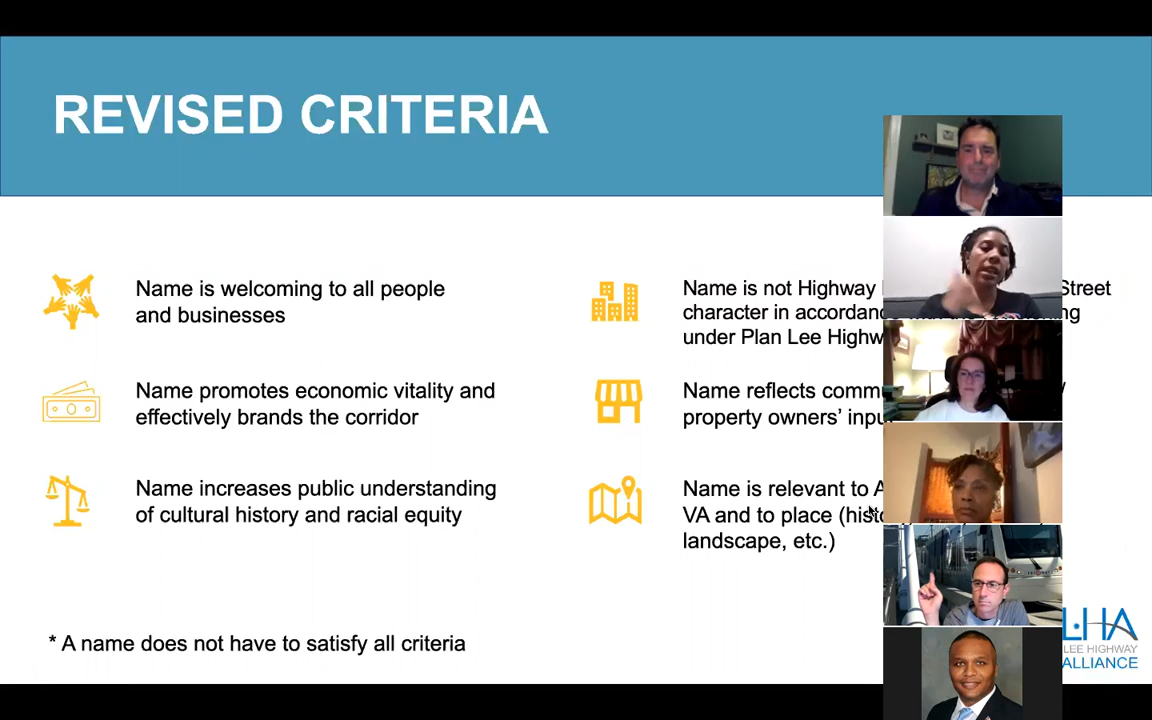 REVISED CRITERIA
Name is welcoming to all people
and businesses
Name promotes economic vitality and
effectively brands the corridor
Name increases public understanding
of cultural history and racial equity
Name is not Highway Street
character in accordance
under Plan Lee Highw
Name reflects comm /
property owners’ inpu
Name is relevant to A
VA and to place (histo
landscape, etc.)
* A name does not have to satisfy all criteria
LHA
LEE HIGHWAY
ALLIANCE